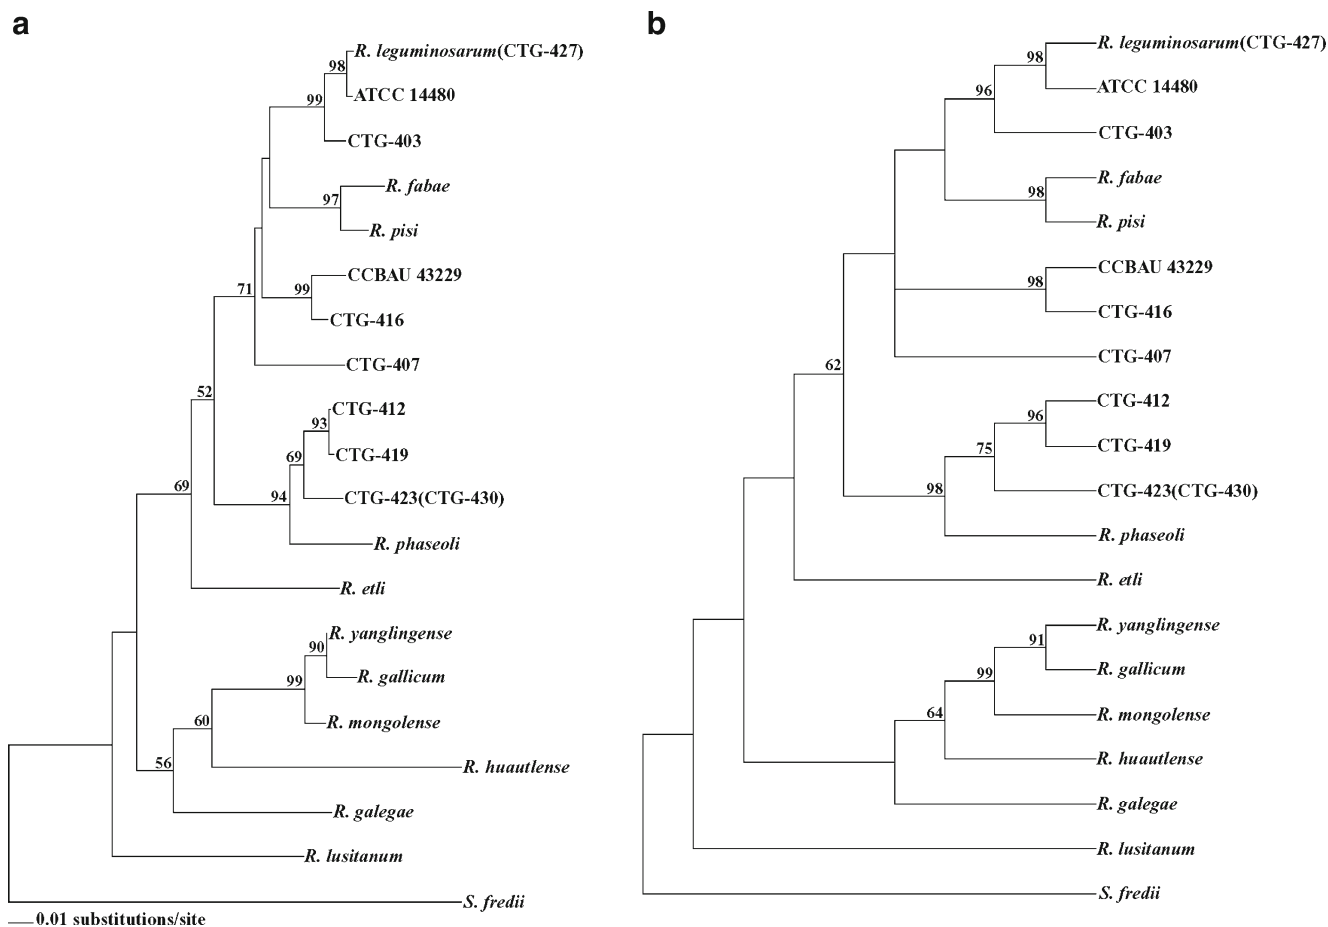 a
R. leguminosarum(CTG-427)
98
ATCC 14480
99
CTG-403
R. fabae
97
R. pisi
CCBAU 43229
71
99
CTG-416
CTG-407
52
CTG-412
93
CTG-419
69
69
94
CTG-423(CTG-430)
R. phaseoli
R. etli
R. yanglingense
90
R. gallicum
99
R. mongolense
60
56
R. huautlense
R. galegae
R. lusitanum
S. fredii
0.01 substitutions/site
b
R. leguminosarum(CTG-427)
98
ATCC 14480
96
CTG-403
R. fabae
98
R. pisi
CCBAU 43229
98
CTG-416
CTG-407
62
CTG-412
96
CTG-419
75
98
CTG-423(CTG-430)
R. phaseoli
R. etli
R. yanglingense
91
R. gallicum
99
R. mongolense
64
R. huautlense
R. galegae
R. lusitanum
S. fredii